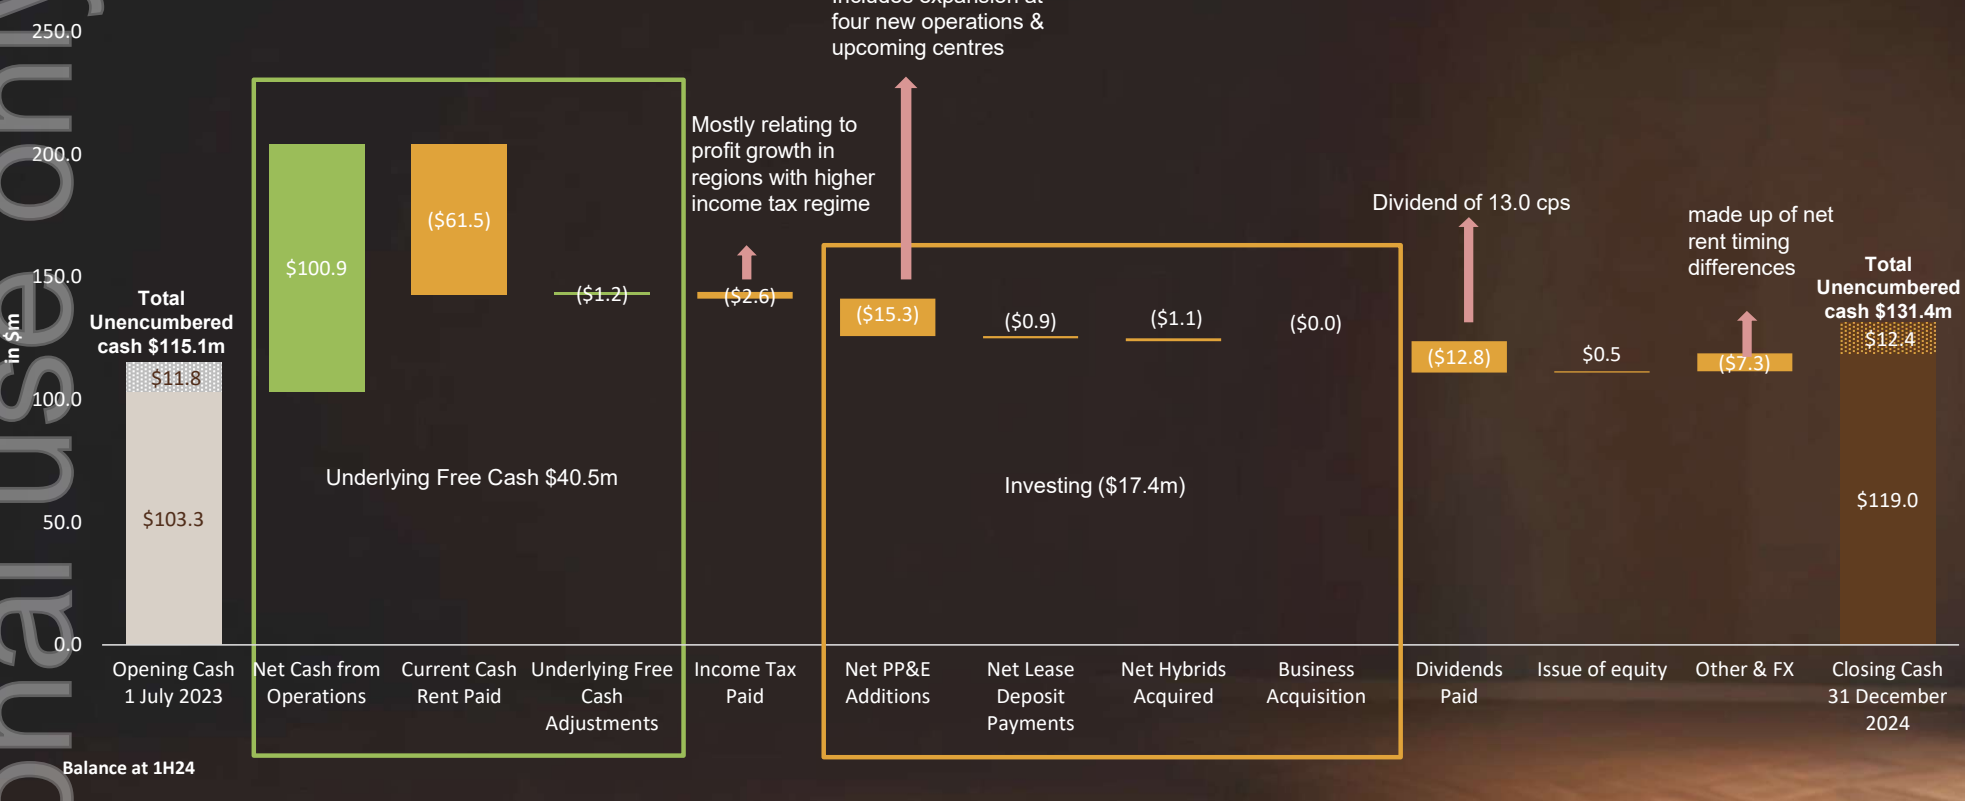 includes expansion at
four new operations &
upcoming centres
250.0
200.0
150.0
100.0
50.0
0.0
in $m
Mostly relating to
profit growth in
regions with higher
income tax regime
Dividend of 13.0 cps
made up of net
rent timing
differences
Total
Unencumbered
cash $115.1m
$11.8
$103.3
$100.9
($61.5)
($1.2)
($2.6)
($15.3)
($0.9)
($1.1)
($0.0)
($12.8)
$0.5
($7.3)
Total
Unencumbered
cash $131.4m
$12.4
$119.0
Underlying Free Cash $40.5m
Investing ($17.4m)
Opening Cash
1 July 2023
Net Cash from
Operations
Current Cash
Rent Paid
Underlying Free
Cash
Adjustments
Income Tax
Paid
Net PP&E
Additions
Net Lease
Deposit
Payments
Net Hybrids
Acquired
Business
Acquisition
Dividends
Paid
Issue of equity
Other & FX
Closing Cash
31 December
2024
Balance at 1H24
onal use only